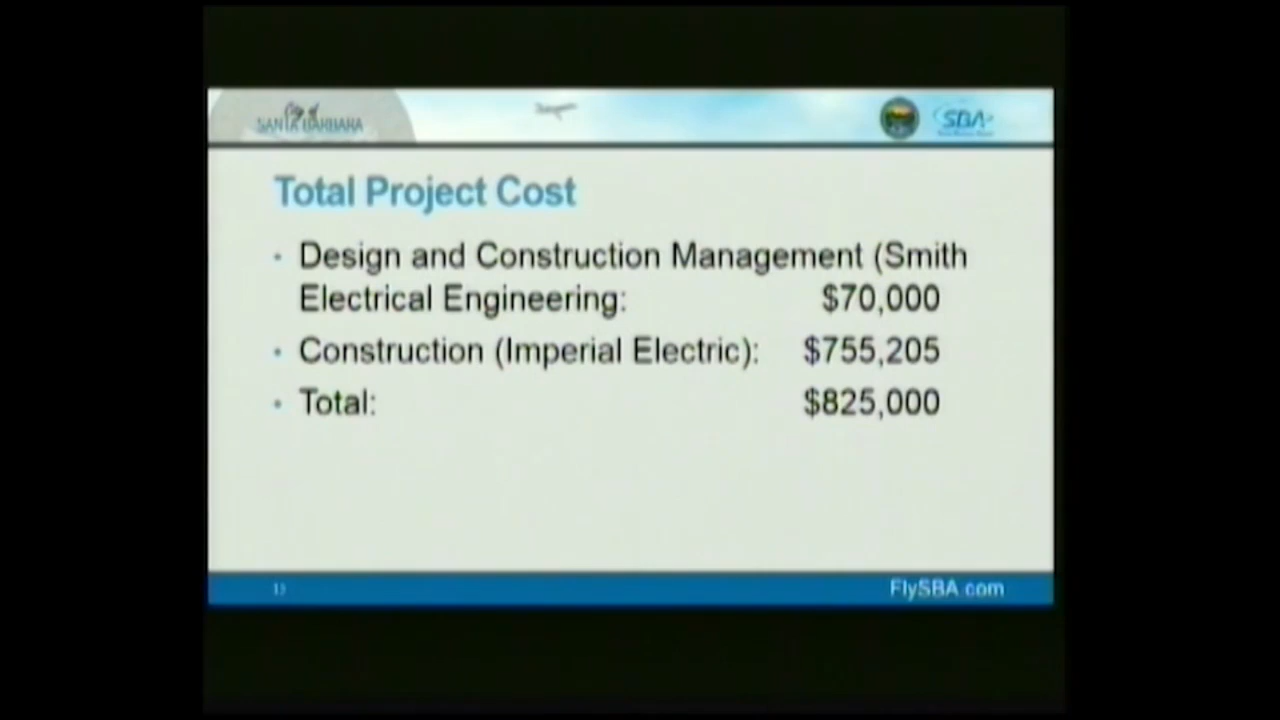 City of
SANTA BARBARA
SBA
Total Project Cost
• Design and Construction Management (Smith
Electrical Engineering: $70,000
• Construction (Imperial Electric): $755,205
• Total: $825,000
FlySBA.com